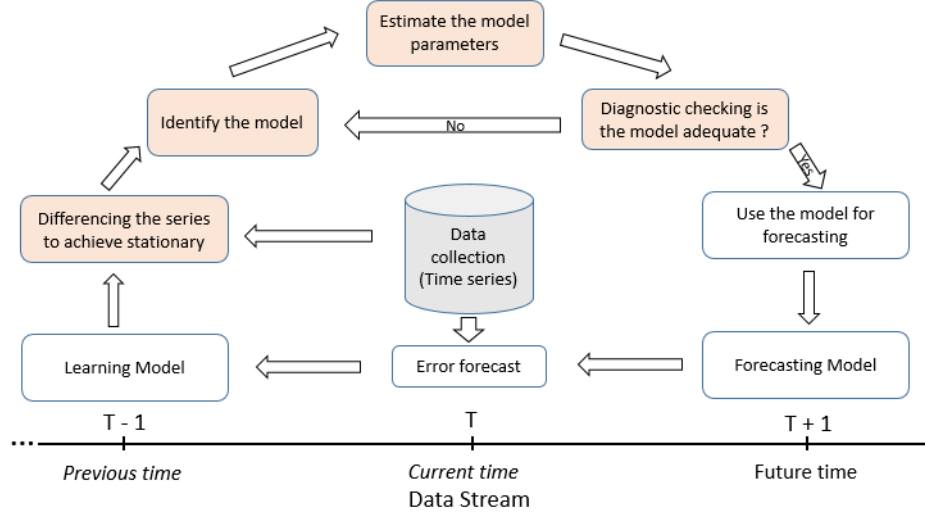 Estimate the model
parameters
Identify the model
No
Diagnostic checking is
the model adequate ?
Yes
Differencing the series
to achieve stationary
Data
collection
(Time series)
Use the model for
forecasting
Learning Model
Error forecast
Forecasting Model
T - 1
T
T + 1
...
Previous time
Current time
Future time
Data Stream